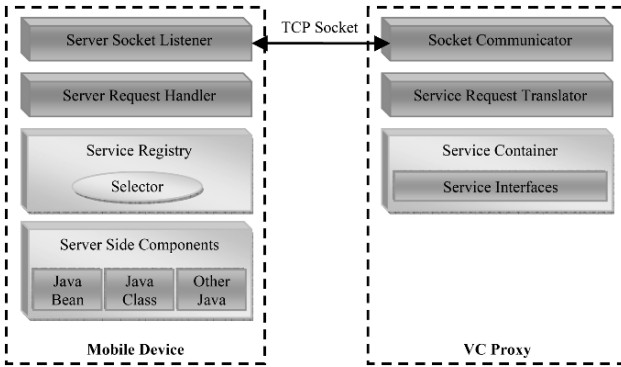 Server Socket Listener
TCP Socket
Socket Communicator
Server Request Handler
Service Request Translator
Service Registry
Selector
Service Container
Service Interfaces
Server Side Components
Java
Bean
Java
Class
Other
Java
Mobile Device
VC Proxy